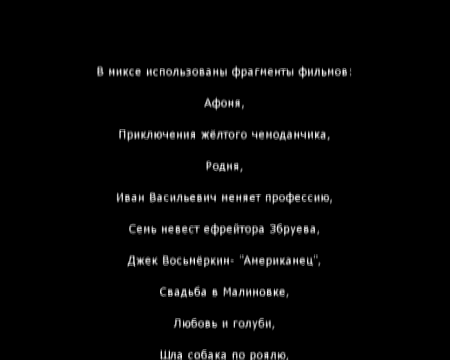 В миксе использованы фрагменты фильмов:
Афоня,
Приключения жёлтого чемоданчика,
Родня,
Иван Васильевич меняет профессию,
Семь невест ефрейтора Збруева,
Джек Восьмёркин- "Американец",
Свадьба в Малиновке,
Любовь и голуби,
Шла собака по роялю,